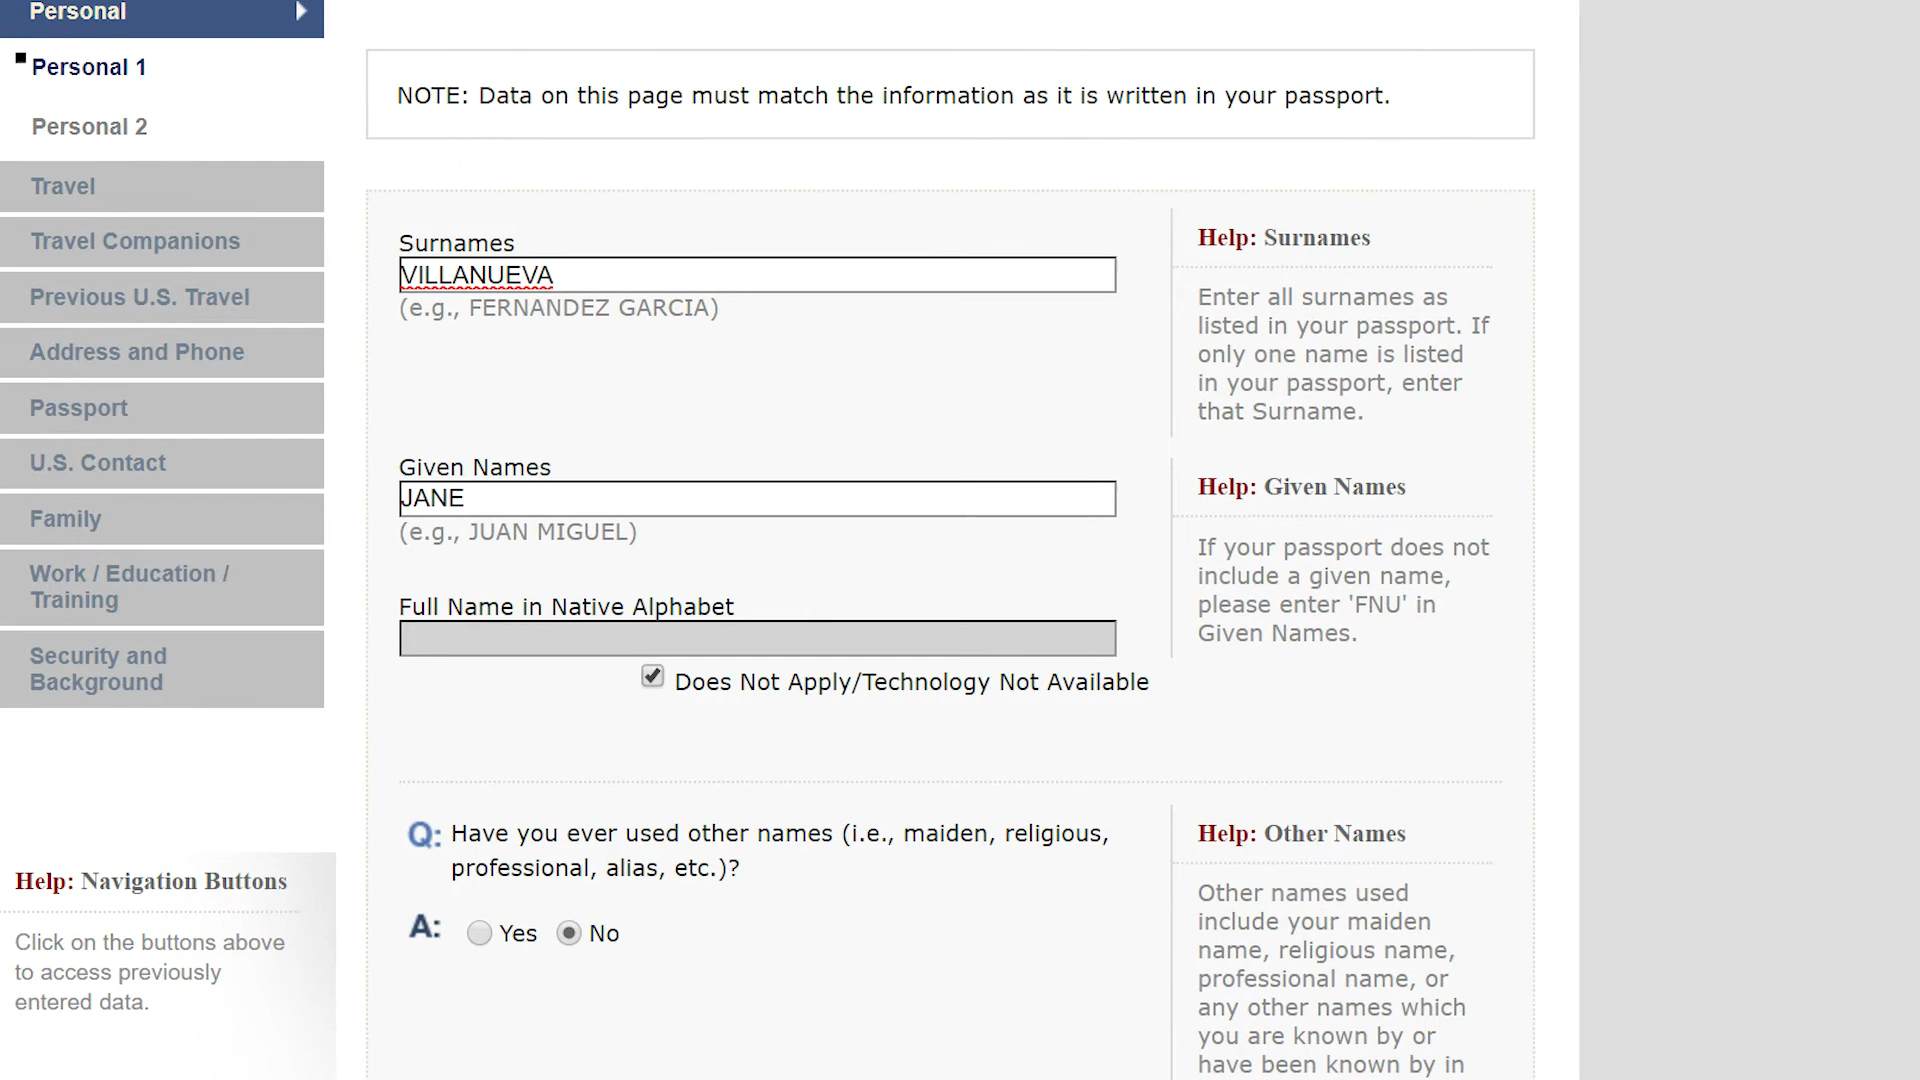 Personal
Personal 1
Personal 2
Travel
Travel Companions
Previous U.S. Travel
Address and Phone
Passport
U.S. Contact
Family
Work / Education /
Training
Security and
Background
Help: Navigation Buttons
Click on the buttons above
to access previously
entered data.
NOTE: Data on this page must match the information as it is written in your passport.
Surnames
VILLANUEVA
(e.g., FERNANDEZ GARCIA)
Help: Surnames
Enter all surnames as
listed in your passport. If
only one name is listed
in your passport, enter
that Surname.
Given Names
JANE
(e.g., JUAN MIGUEL)
Help: Given Names
If your passport does not
include a given name,
please enter 'FNU' in
Given Names.
Full Name in Native Alphabet
Does Not Apply/Technology Not Available
Q: Have you ever used other names (i.e., maiden, religious,
professional, alias, etc.)?
A: Yes No
Help: Other Names
Other names used
include your maiden
name, religious name,
professional name, or
any other names which
you are known by or
have been known by in